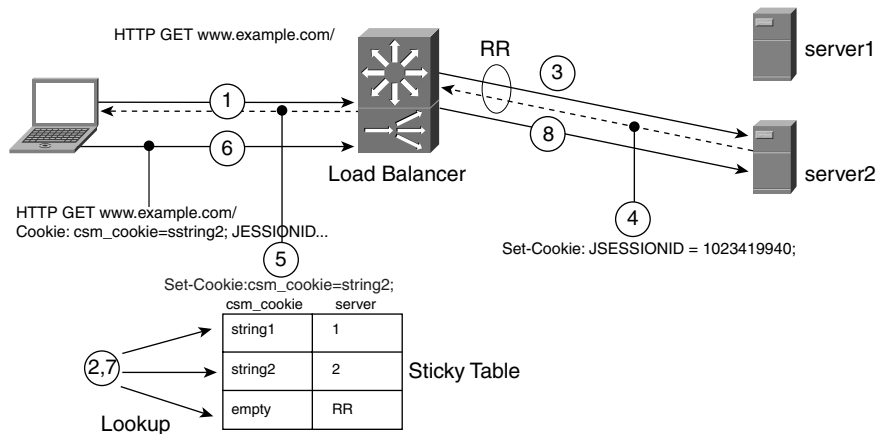 HTTP GET www.example.com/
RR
server1
1
3
6
8
Load Balancer
server2
HTTP GET www.example.com/
Cookie: csm_cookie=sstring2; JESSIONID...
4
5
Set-Cookie: JSESSIONID = 1023419940;
Set-Cookie:csm_cookie=string2;
csm_cookie server
string1 1
2,7
string2 2
Sticky Table
empty RR
Lookup